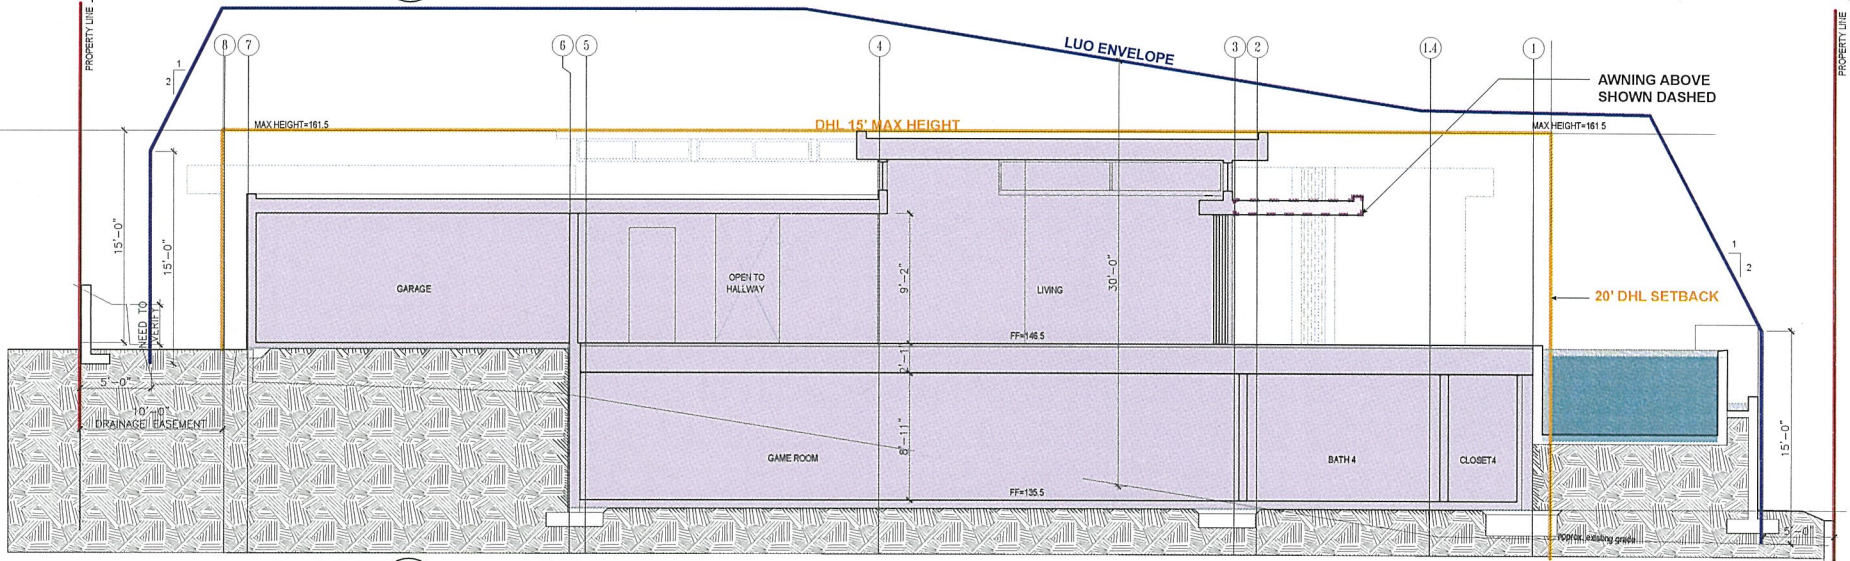 PROPERTY LINE
PROPERTY LINE
8
7
6
5
4
3
2
1.4
1
LUO ENVELOPE
1
2
AWNING ABOVE
SHOWN DASHED
MAX HEIGHT=161.5
DHL 15' MAX HEIGHT
MAX HEIGHT=161.5
15'-0"
15'-0"
NEED TO
VERIFY
GARAGE
OPEN TO
HALLWAY
9'-2"
LIVING
30'-0"
1
2
20' DHL SETBACK
FF=146.5
5'-0"
10'-0"
DRAINAGE EASEMENT
8'-11"
GAME ROOM
BATH 4
CLOSET4
15'-0"
FF=135.5
approx. existing grade
5'-0"